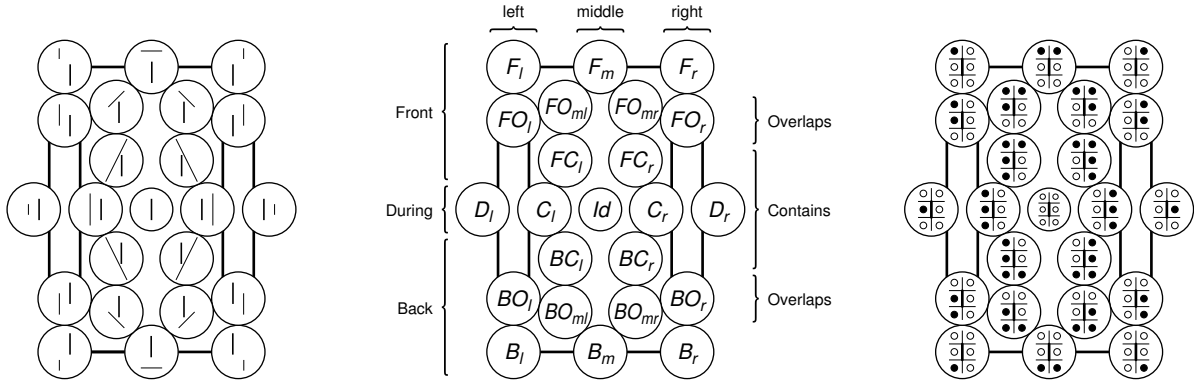 left middle right
F_l F_m F_r
Front FO_l FO_ml FO_mr FO_r Overlaps
FC_l FC_r
During D_l C_l Id C_r D_r Contains
BC_l BC_r
Back BO_l BO_ml BO_mr BO_r Overlaps
B_l B_m B_r